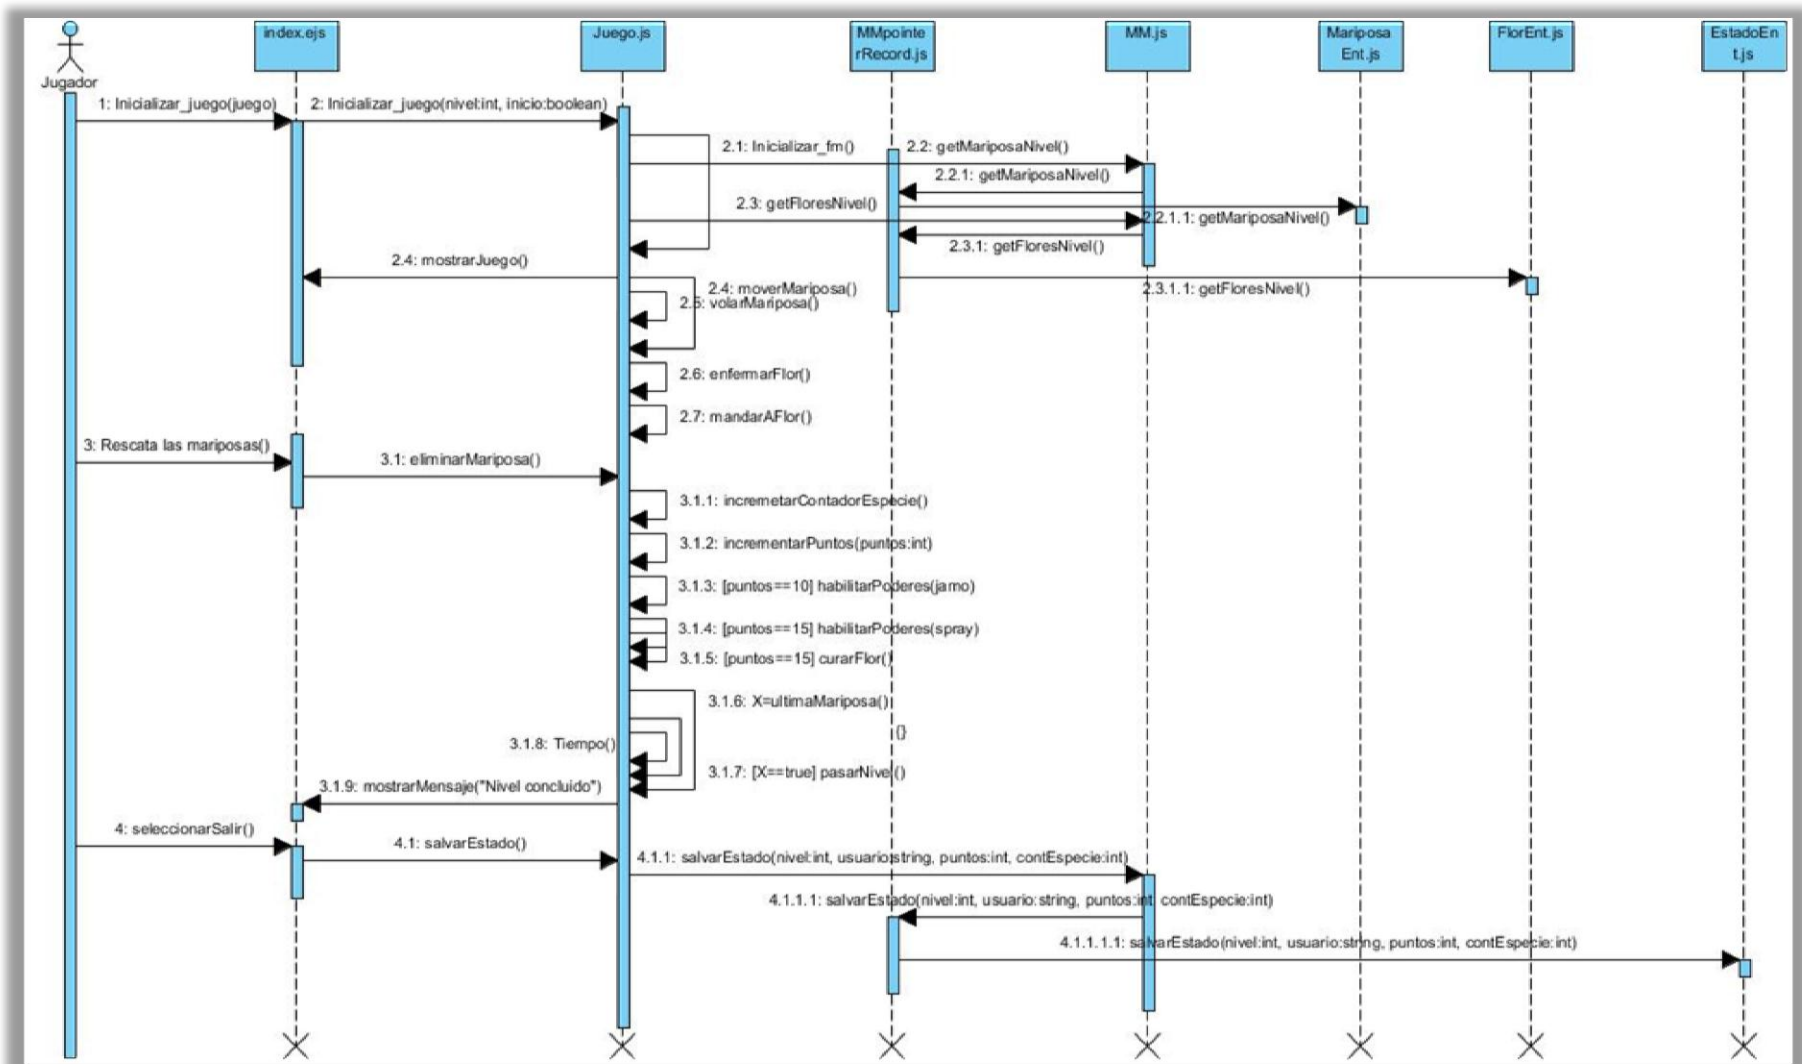 index.ejs
Juego.js
MMpointe
rRecord.js
MM.js
Mariposa
Ent.js
FlorEnt.js
EstadoEn
t.js
Jugador
1: Inicializar_juego(juego)
2: Inicializar_juego(nivel:int, inicio:boolean)
2.1: Inicializar_fm()
2.2: getMariposaNivel()
2.2.1: getMariposaNivel()
2.3: getFloresNivel()
2.2.1.1: getMariposaNivel()
2.3.1: getFloresNivel()
2.4: mostrarJuego()
2.4: moverMariposa()
2.3.1.1: getFloresNivel()
2.5: volarMariposa()
2.6: enfermarFlor()
2.7: mandarAFlor()
3: Rescata las mariposas()
3.1: eliminarMariposa()
3.1.1: incremetarContadorEspecie()
3.1.2: incrementarPuntos(puntos:int)
3.1.3: [puntos==10] habilitarPoderes(jamo)
3.1.4: [puntos==15] habilitarPoderes(spray)
3.1.5: [puntos==15] curarFlor()
3.1.6: X=ultimaMariposa()
{}
3.1.8: Tiempo()
3.1.7: [X==true] pasarNivel()
3.1.9: mostrarMensaje("Nivel concluido")
4: seleccionarSalir()
4.1: salvarEstado()
4.1.1: salvarEstado(nivel:int, usuario:string, puntos:int, contEspecie:int)
4.1.1.1: salvarEstado(nivel:int, usuario:string, puntos:int, contEspecie:int)
4.1.1.1.1: salvarEstado(nivel:int, usuario:string, puntos:int, contEspecie:int)